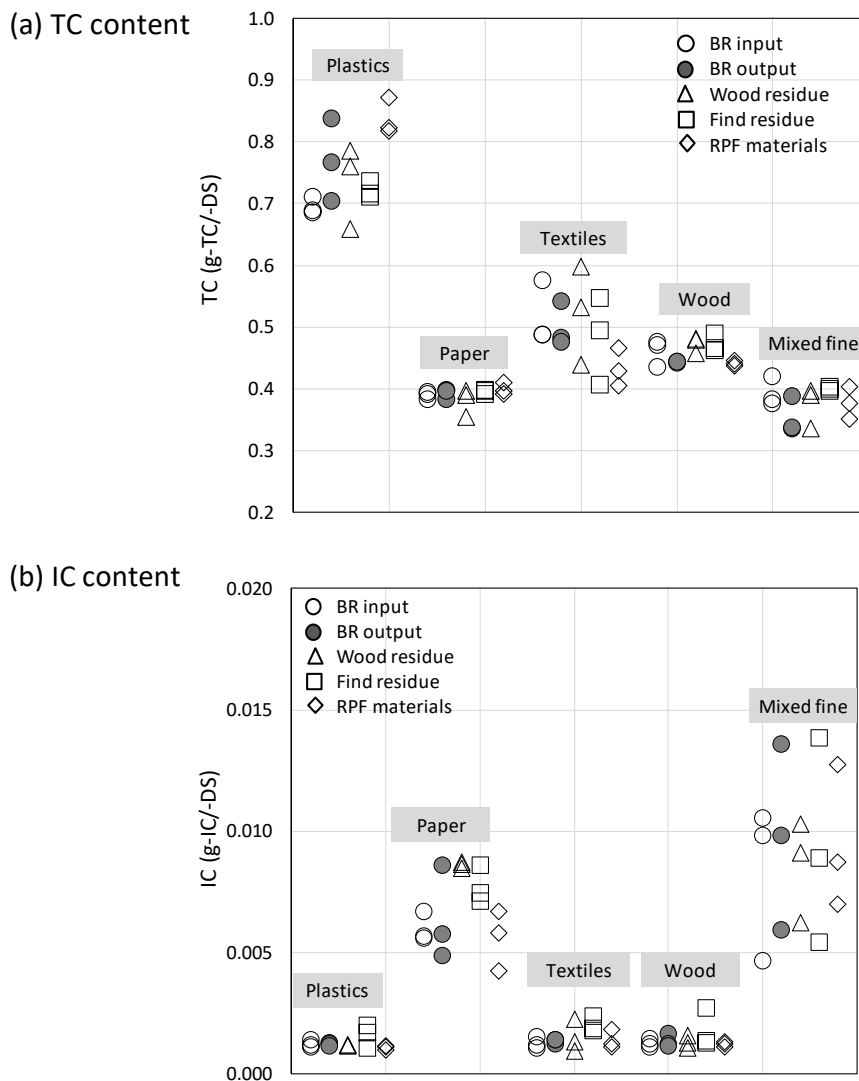 (a) TC content
TC (g-TC/-DS)
1.0
0.9
0.8
0.7
0.6
0.5
0.4
0.3
0.2
Plastics
Paper
Textiles
Wood
Mixed fine
BR input
BR output
Wood residue
Find residue
RPF materials
(b) IC content
IC (g-IC/-DS)
0.020
0.015
0.010
0.005
0.000
BR input
BR output
Wood residue
Find residue
RPF materials
Plastics
Paper
Textiles
Wood
Mixed fine